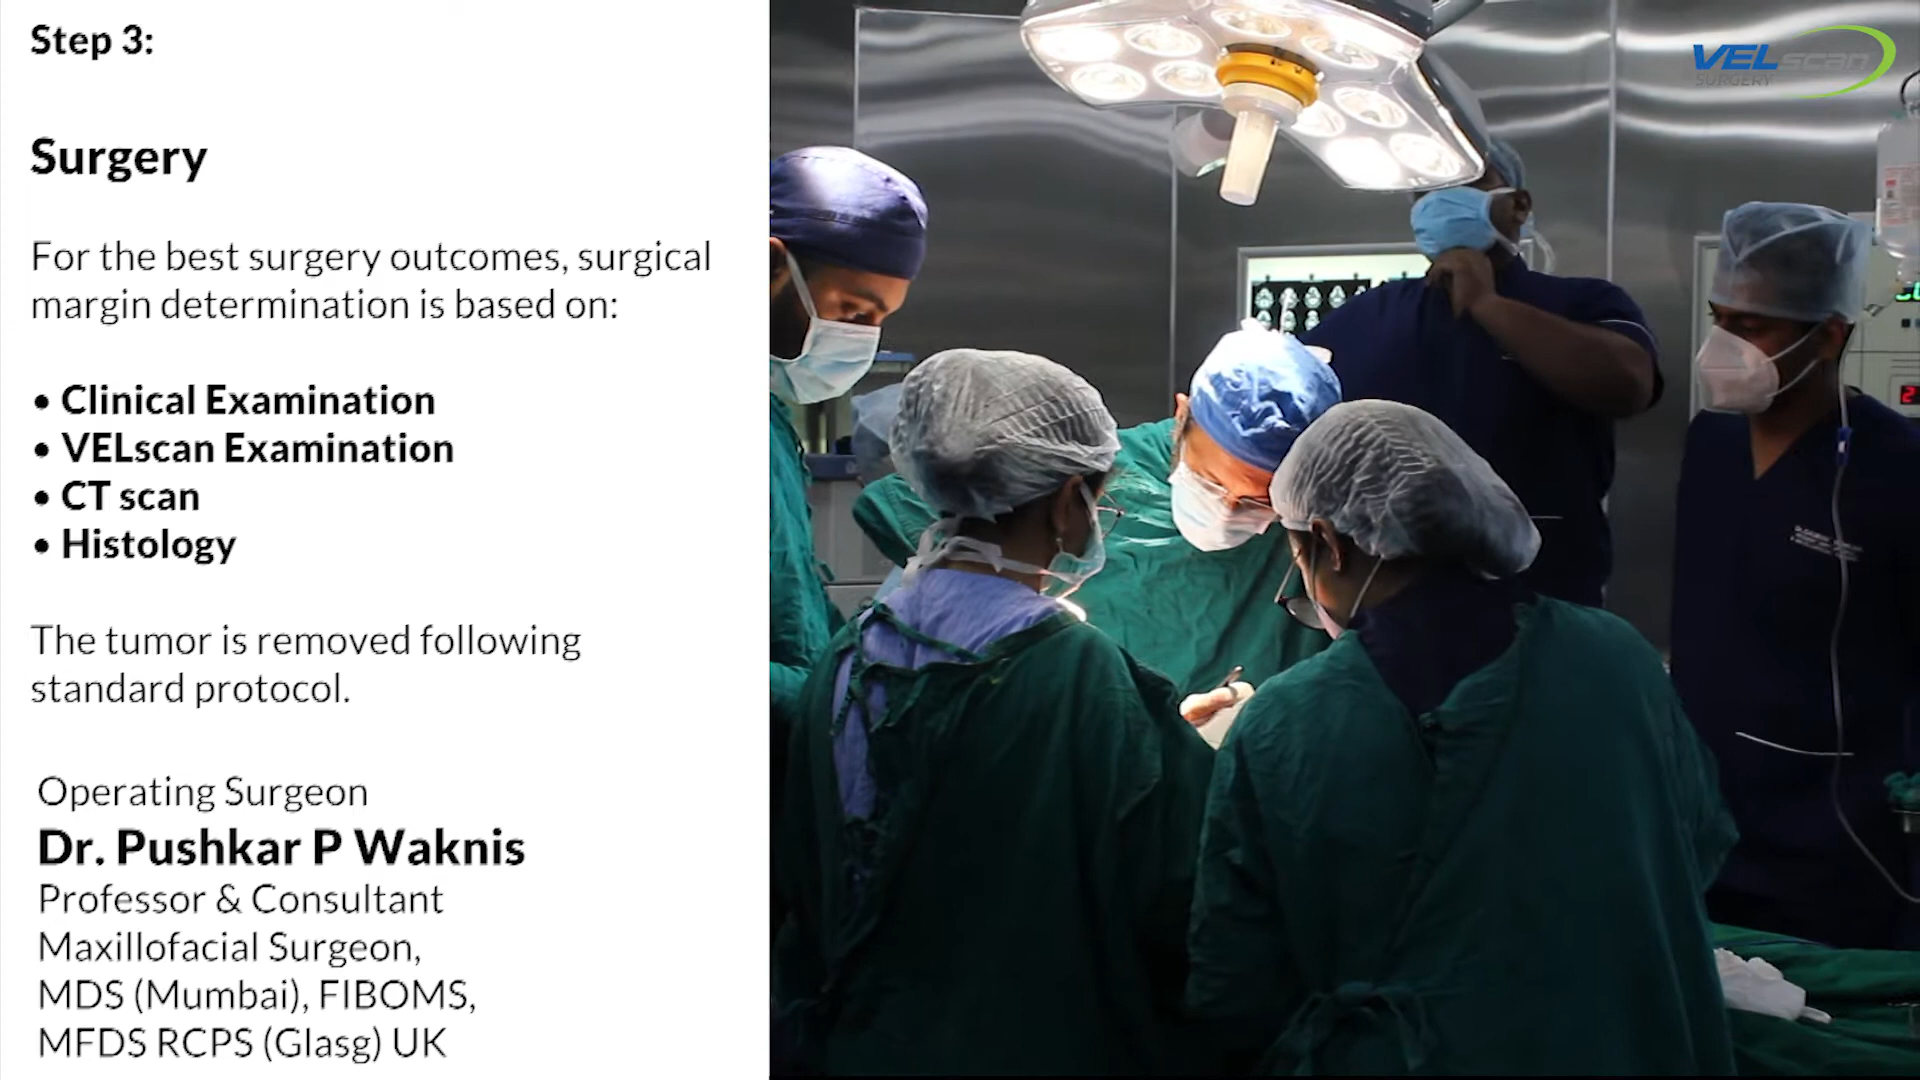 Step 3:
Surgery
For the best surgery outcomes, surgical
margin determination is based on:
• Clinical Examination
• VELscan Examination
• CT scan
• Histology
The tumor is removed following
standard protocol.
Operating Surgeon
Dr. Pushkar P Waknis
Professor & Consultant
Maxillofacial Surgeon,
MDS (Mumbai), FIBOMS,
MFDS RCPS (Glasg) UK
VELscan
SURGERY